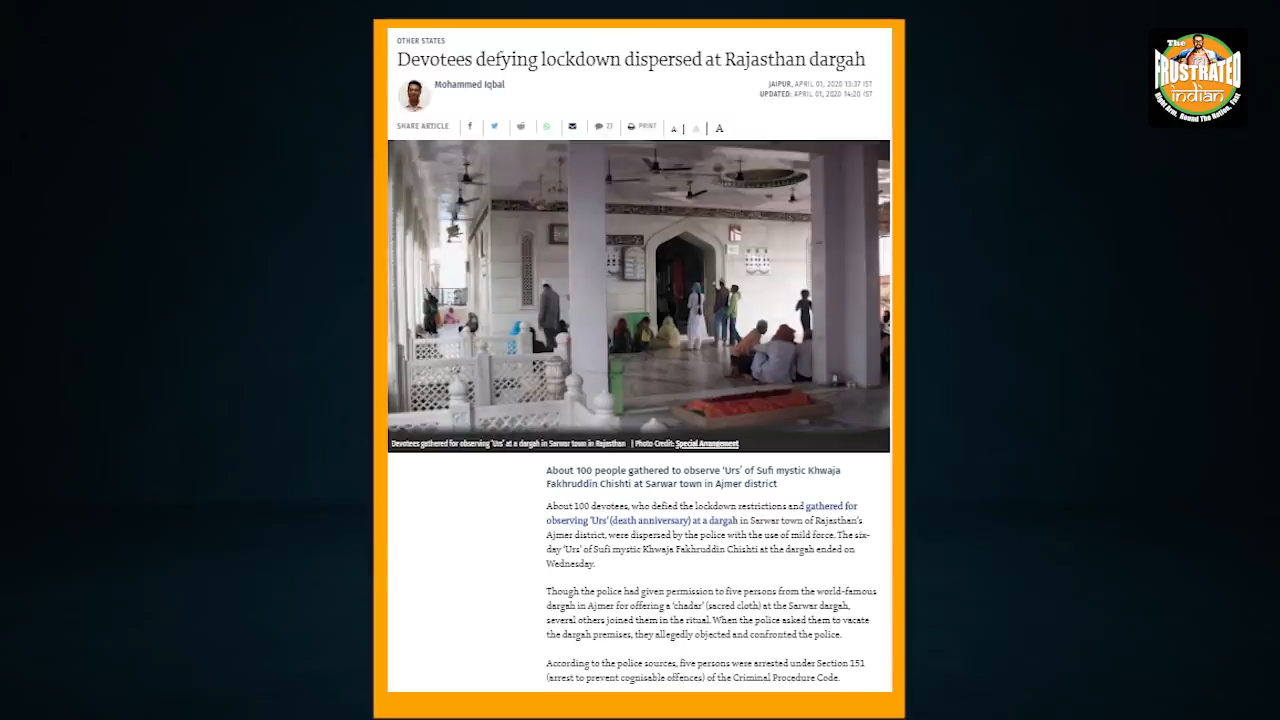 OTHER STATES
Devotees defying lockdown dispersed at Rajasthan dargah
Mohammed Iqbal
JAIPUR, APRIL 01, 2020 13:37 IST
UPDATED: APRIL 01, 2020 14:20 IST
SHARE ARTICLE
21
PRINT
A A A
Devotees gathered for observing 'Urs' at a dargah in Sarwar town in Rajasthan | Photo Credit: Special Arrangement
About 100 people gathered to observe ‘Urs’ of Sufi mystic Khwaja
Fakhruddin Chishti at Sarwar town in Ajmer district
About 100 devotees, who defied the lockdown restrictions and gathered for
observing ‘Urs’ (death anniversary) at a dargah in Sarwar town of Rajasthan’s
Ajmer district, were dispersed by the police with the use of mild force. The six-
day ‘Urs’ of Sufi mystic Khwaja Fakhruddin Chishti at the dargah ended on
Wednesday.
Though the police had given permission to five persons from the world-famous
dargah in Ajmer for offering a ‘chadar’ (sacred cloth) at the Sarwar dargah,
several others joined them in the ritual. When the police asked them to vacate
the dargah premises, they allegedly objected and confronted the police.
According to the police sources, five persons were arrested under Section 151
(arrest to prevent cognisable offences) of the Criminal Procedure Code.
The
FRUSTRATED
indian
Right Arm. Round The Nation. Take